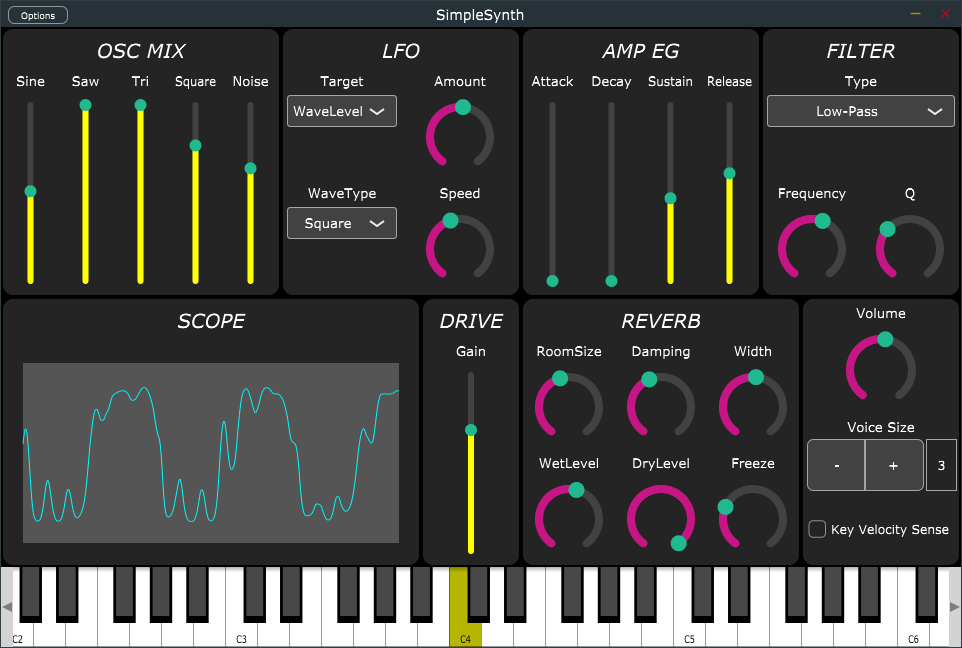 Options
SimpleSynth
OSC MIX
Sine Saw Tri Square Noise
LFO
Target Amount
WaveLevel
WaveType Speed
Square
AMP EG
Attack Decay Sustain Release
FILTER
Type
Low-Pass
Frequency Q
SCOPE
DRIVE
Gain
REVERB
RoomSize Damping Width
WetLevel DryLevel Freeze
Volume
Voice Size
- + 3
Key Velocity Sense
C2 C3 C4 C5 C6